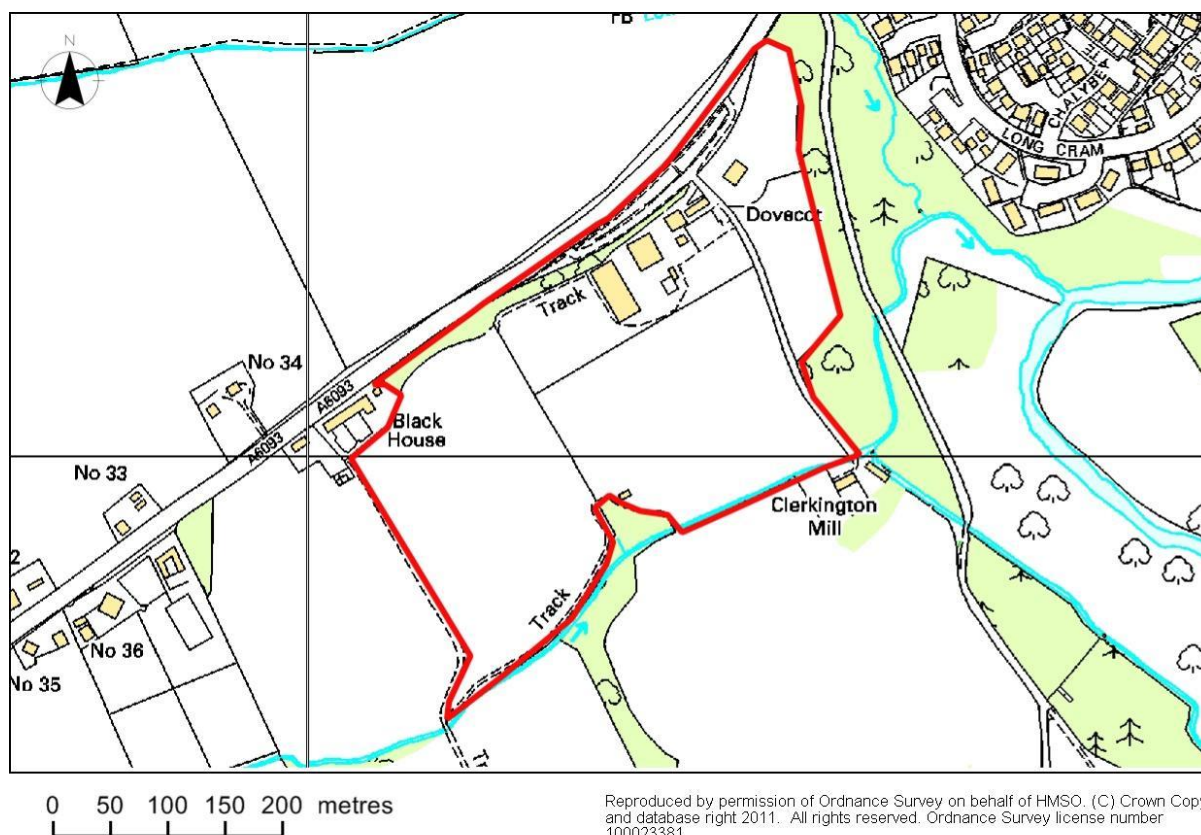 FB
N
CHALYBEATE
LONG CRAM
Dovecot
Track
No 34
A6093
Black
House
A6093
No 33
Clerkington
Mill
Track
2
No 36
No 35
0 50 100 150 200 metres
Reproduced by permission of Ordnance Survey on behalf of HMSO. (C) Crown Copy
and database right 2011. All rights reserved. Ordnance Survey license number
100023381